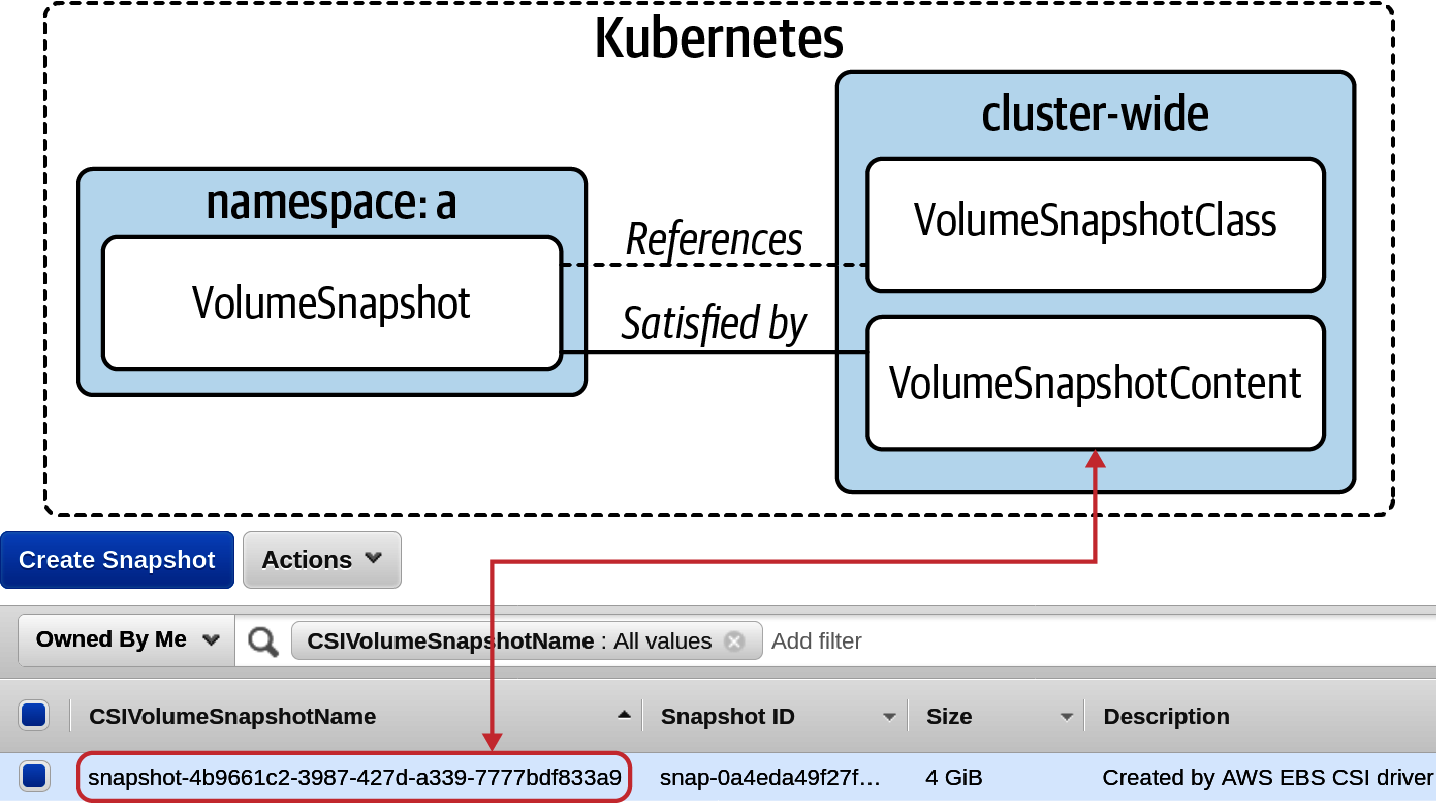 Kubernetes
cluster-wide
namespace: a
VolumeSnapshotClass
References
VolumeSnapshot
Satisfied by
VolumeSnapshotContent
Create Snapshot Actions
Owned By Me CSIVolumeSnapshotName : All values Add filter
CSIVolumeSnapshotName Snapshot ID Size Description
snapshot-4b9661c2-3987-427d-a339-7777bdf833a9 snap-0a4eda49f27f... 4 GiB Created by AWS EBS CSI driver